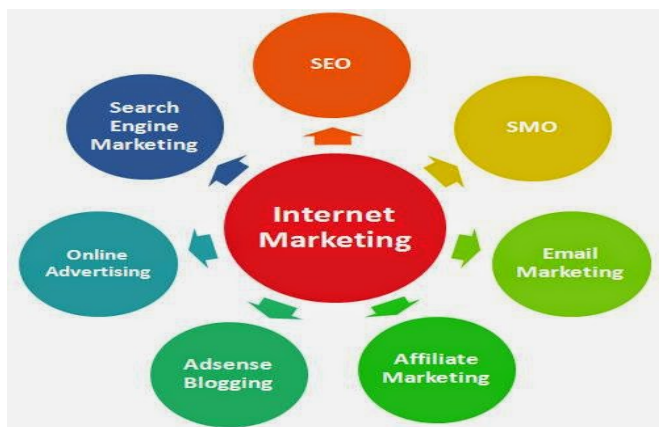 SEO
SMO
Email
Marketing
Affiliate
Marketing
Adsense
Blogging
Online
Advertising
Search
Engine
Marketing
Internet
Marketing